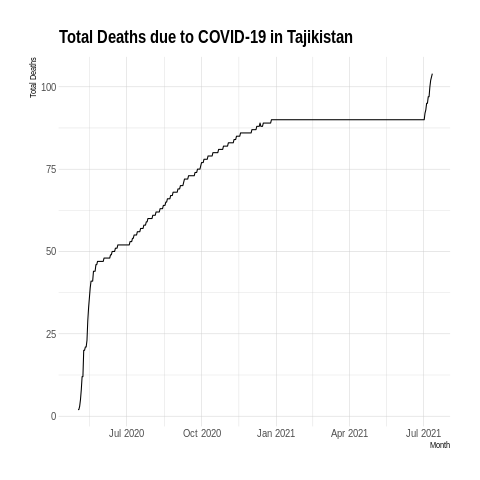 Total Deaths due to COVID-19 in Tajikistan
Total Deaths
100
75
50
25
0
Jul 2020
Oct 2020
Jan 2021
Apr 2021
Jul 2021
Month